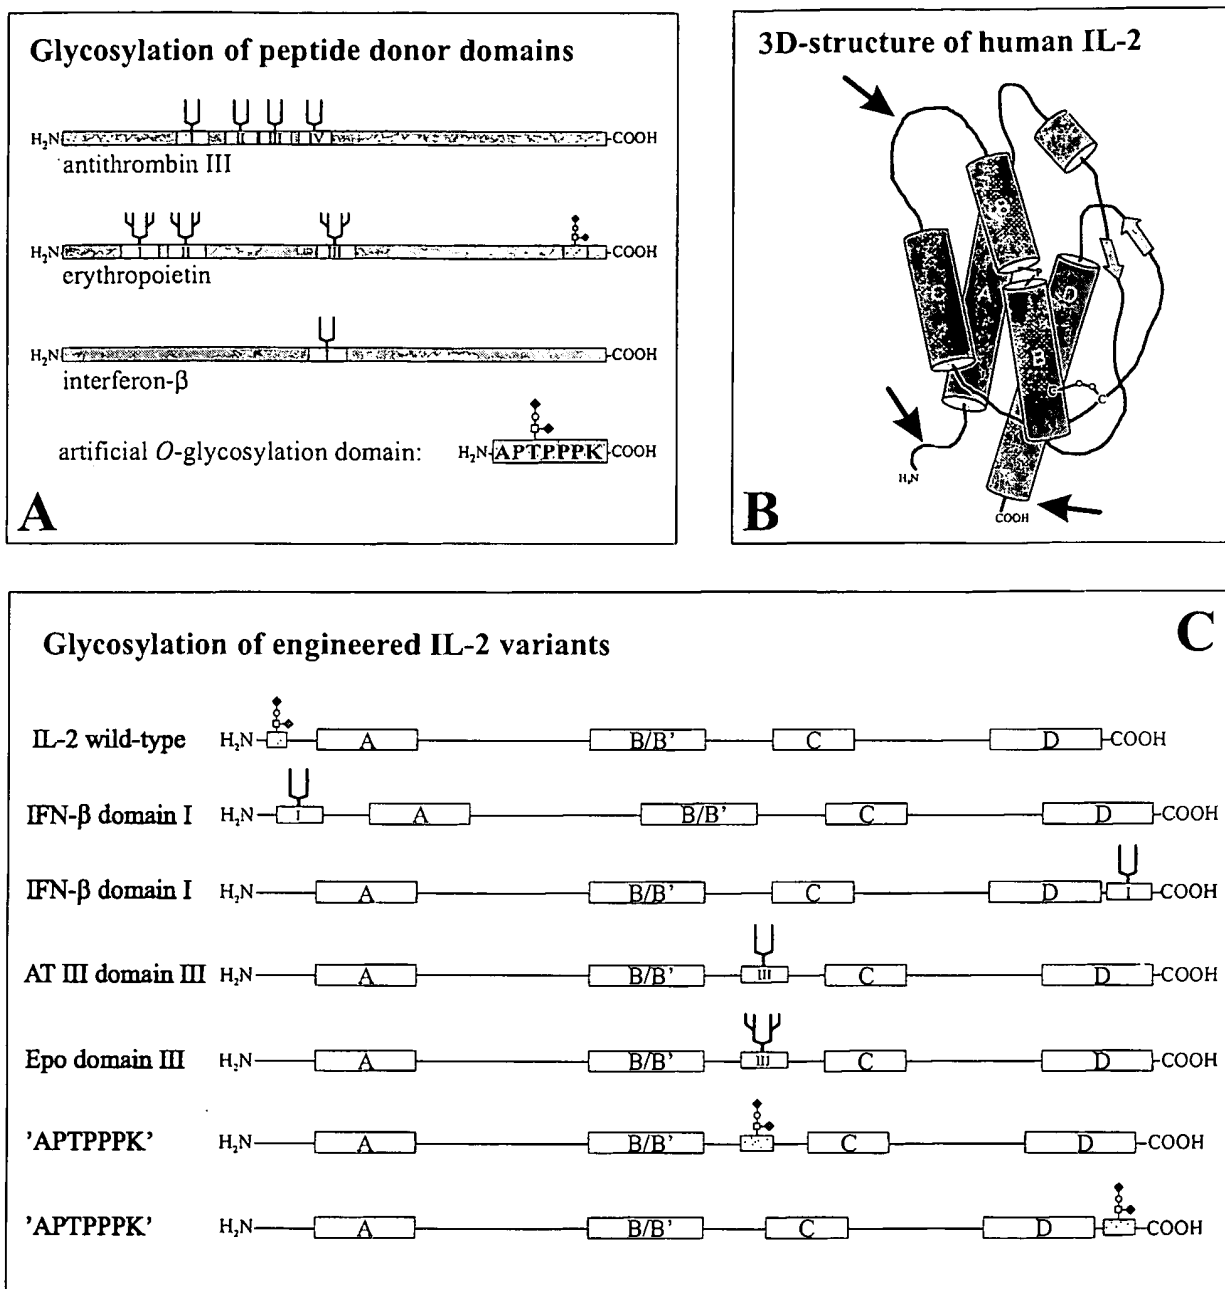 Glycosylation of peptide donor domains
H₂N I II III IV COOH
antithrombin III
H₂N I II III COOH
erythropoietin
H₂N I COOH
interferon-β
artificial O-glycosylation domain: H₂N-APTPPPK-COOH
A
3D-structure of human IL-2
B'
C A D
B
C C
H₂N
COOH
B
Glycosylation of engineered IL-2 variants
C
IL-2 wild-type H₂N A B/B' C D COOH
IFN-β domain I H₂N I A B/B' C D COOH
IFN-β domain I H₂N A B/B' C D I COOH
AT III domain III H₂N A B/B' III C D COOH
Epo domain III H₂N A B/B' III C D COOH
'APTPPPK' H₂N A B/B' C D COOH
'APTPPPK' H₂N A B/B' C D COOH